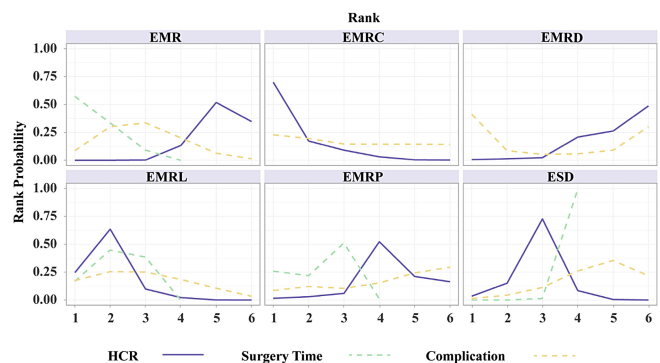 Rank
EMR EMRC EMRD
1.00
0.75
0.50
0.25
0.00
1 2 3 4 5 6 1 2 3 4 5 6 1 2 3 4 5 6
Rank Probability
EMRL EMRP ESD
1.00
0.75
0.50
0.25
0.00
1 2 3 4 5 6 1 2 3 4 5 6 1 2 3 4 5 6
HCR Surgery Time Complication